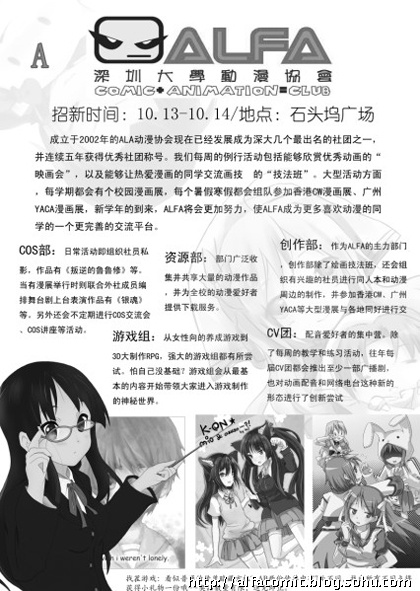 A
ALFA
深圳大學動漫協會
COMIC+ANIMATION=CLUB
招新时间：10.13-10.14/地点：石头坞广场
成立于2002年的ALA动漫协会现在已经发展成为深大几个最出名的社团之一，
并连续五年获得优秀社团称号。我们每周的例行活动包括能够欣赏优秀动画的“
映画会”，以及能够让热爱漫画的同学交流画技 的“技法班”。大型活动方面
，每学期都会有个校园漫画展，每个暑假寒假都会组队参加香港CW漫画展、广州
YACA漫画展，新学年的到来，ALFA将会更加努力，使ALFA成为更多喜欢动漫的同
学的一个更完善的交流平台。
COS部：日常活动即组织社员私
影，作品有《叛逆的鲁鲁修》等。
当有漫展举行时则联合外社成员编
排舞台剧上台表演作品有《银魂》
等。另外还会不定期进行COS交流会
、COS讲座等活动．
资源部：部门广泛收
集并共享大量的动漫作品
，并为全校的动漫爱好者
提供下载服务。
创作部：作为ALFA的主力部门
，创作部除了绘画技法班，还会组
织有兴趣的社员进行同人本和动漫
周边的制作．并参加香港CW、广州
YACA等大型漫展与各地同好进行交
游戏组：从女性向的养成游戏到
3D大制作RPG，强大的游戏组都有所尝
试。怕自己没基础？游戏组会从最基
本的内容开始带领大家进入游戏制作
的神秘世界。
CV团：配音爱好者的集中营。除
了每周的教学和练习活动，往年每
届CV团都会推出至少一部广播剧，
也对动画配音和网络电台这种新的
形态进行了创新尝试
K-ON★
mio & azusa
i weren't lonely.
http://alfacomic.blog.sohu.com
找茬游戏：看似
获得小礼物一份哦